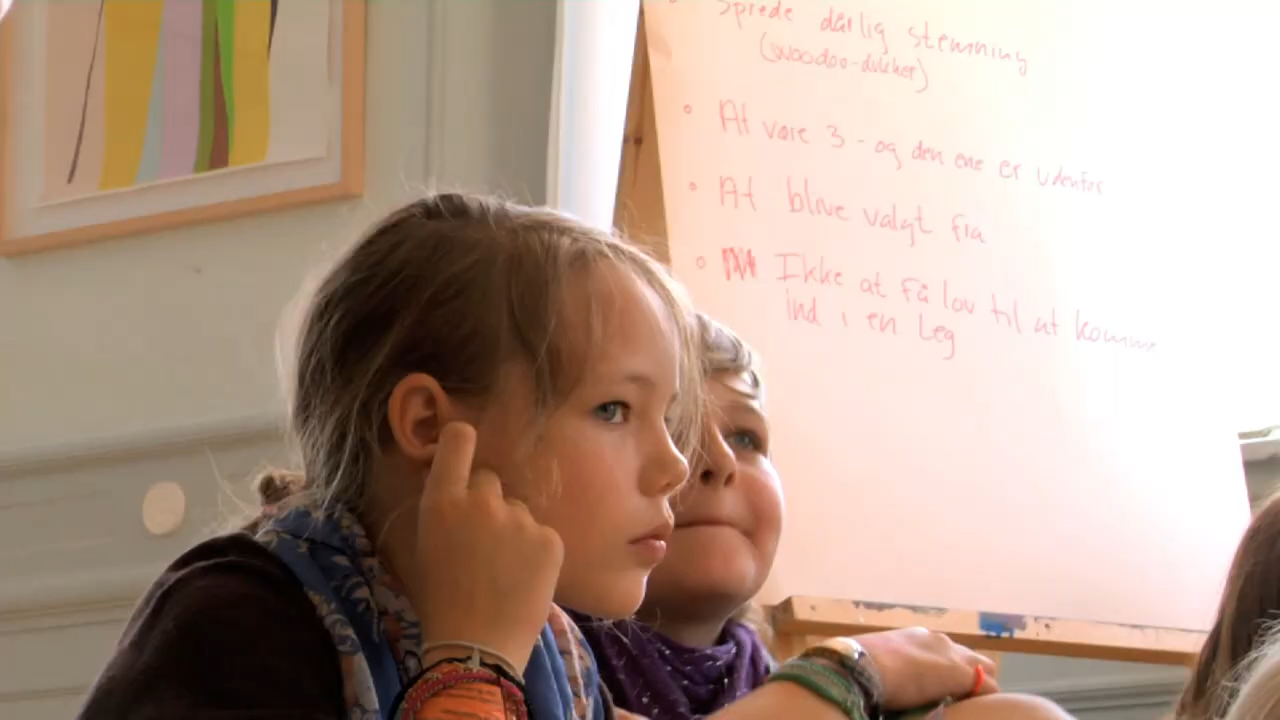 Sprede dårlig stemning
(woodoo-dukker)
• At være 3 - og den ene er udenfor
• At blive valgt fra
• Ikke at få lov til at komme
ind i en leg